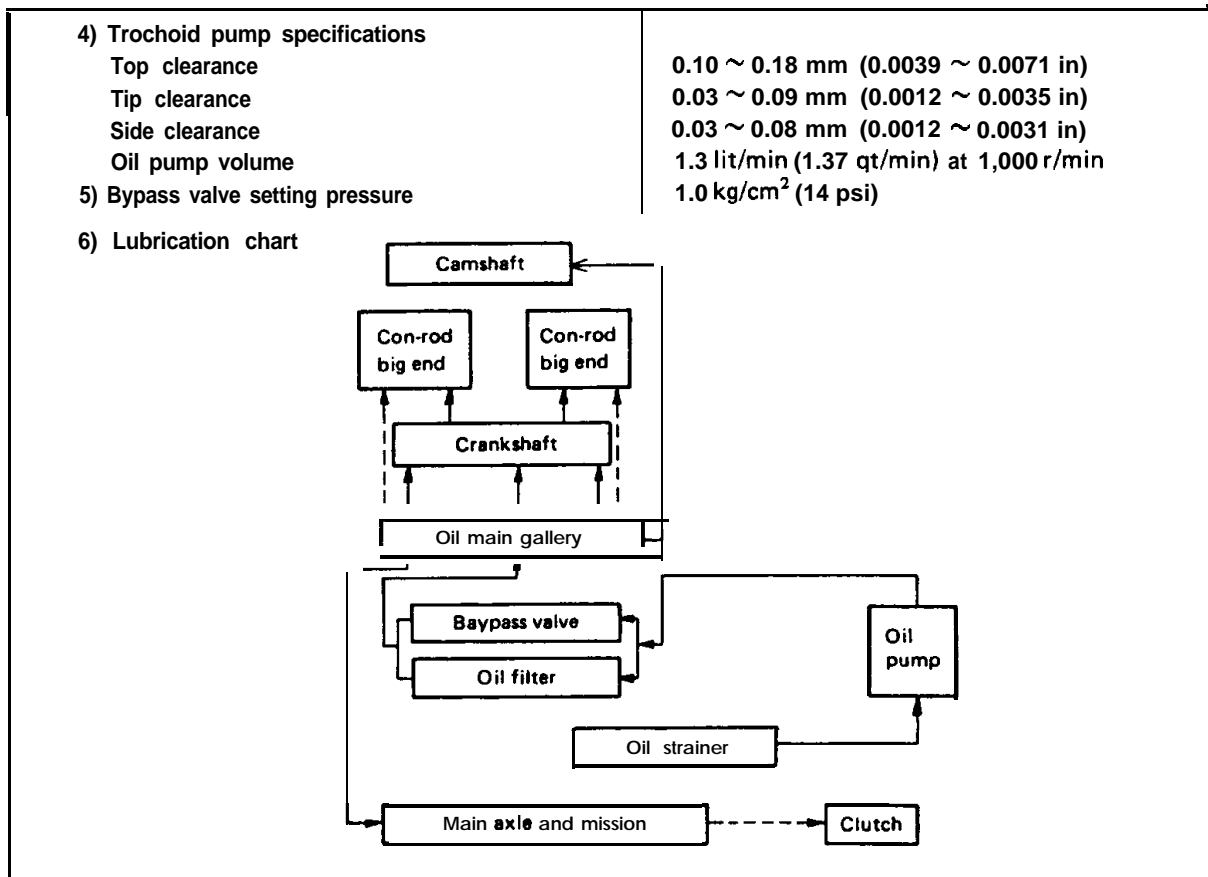 4) Trochoid pump specifications
Top clearance 0.10 ~ 0.18 mm (0.0039 ~ 0.0071 in)
Tip clearance 0.03 ~ 0.09 mm (0.0012 ~ 0.0035 in)
Side clearance 0.03 ~ 0.08 mm (0.0012 ~ 0.0031 in)
Oil pump volume 1.3 lit/min (1.37 qt/min) at 1,000 r/min
5) Bypass valve setting pressure 1.0 kg/cm² (14 psi)
6) Lubrication chart
Camshaft
Con-rod
big end
Con-rod
big end
Crankshaft
Oil main gallery
Baypass valve
Oil filter
Oil
pump
Oil strainer
Main axle and mission
Clutch